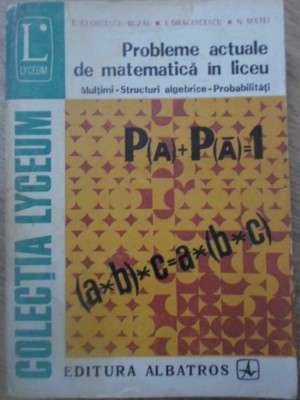 L
LYCEUM
E. GEORGESCU-BUZĂU • I. DRAGHICESCU • N. MATEI
Probleme actuale
de matematică în liceu
Mulțimi-Structuri algebrice-Probabilități
P(A)+P(Ā)=1
(a*b)*c=a*(b*c)
COLECȚIA LYCEUM
EDITURA ALBATROS